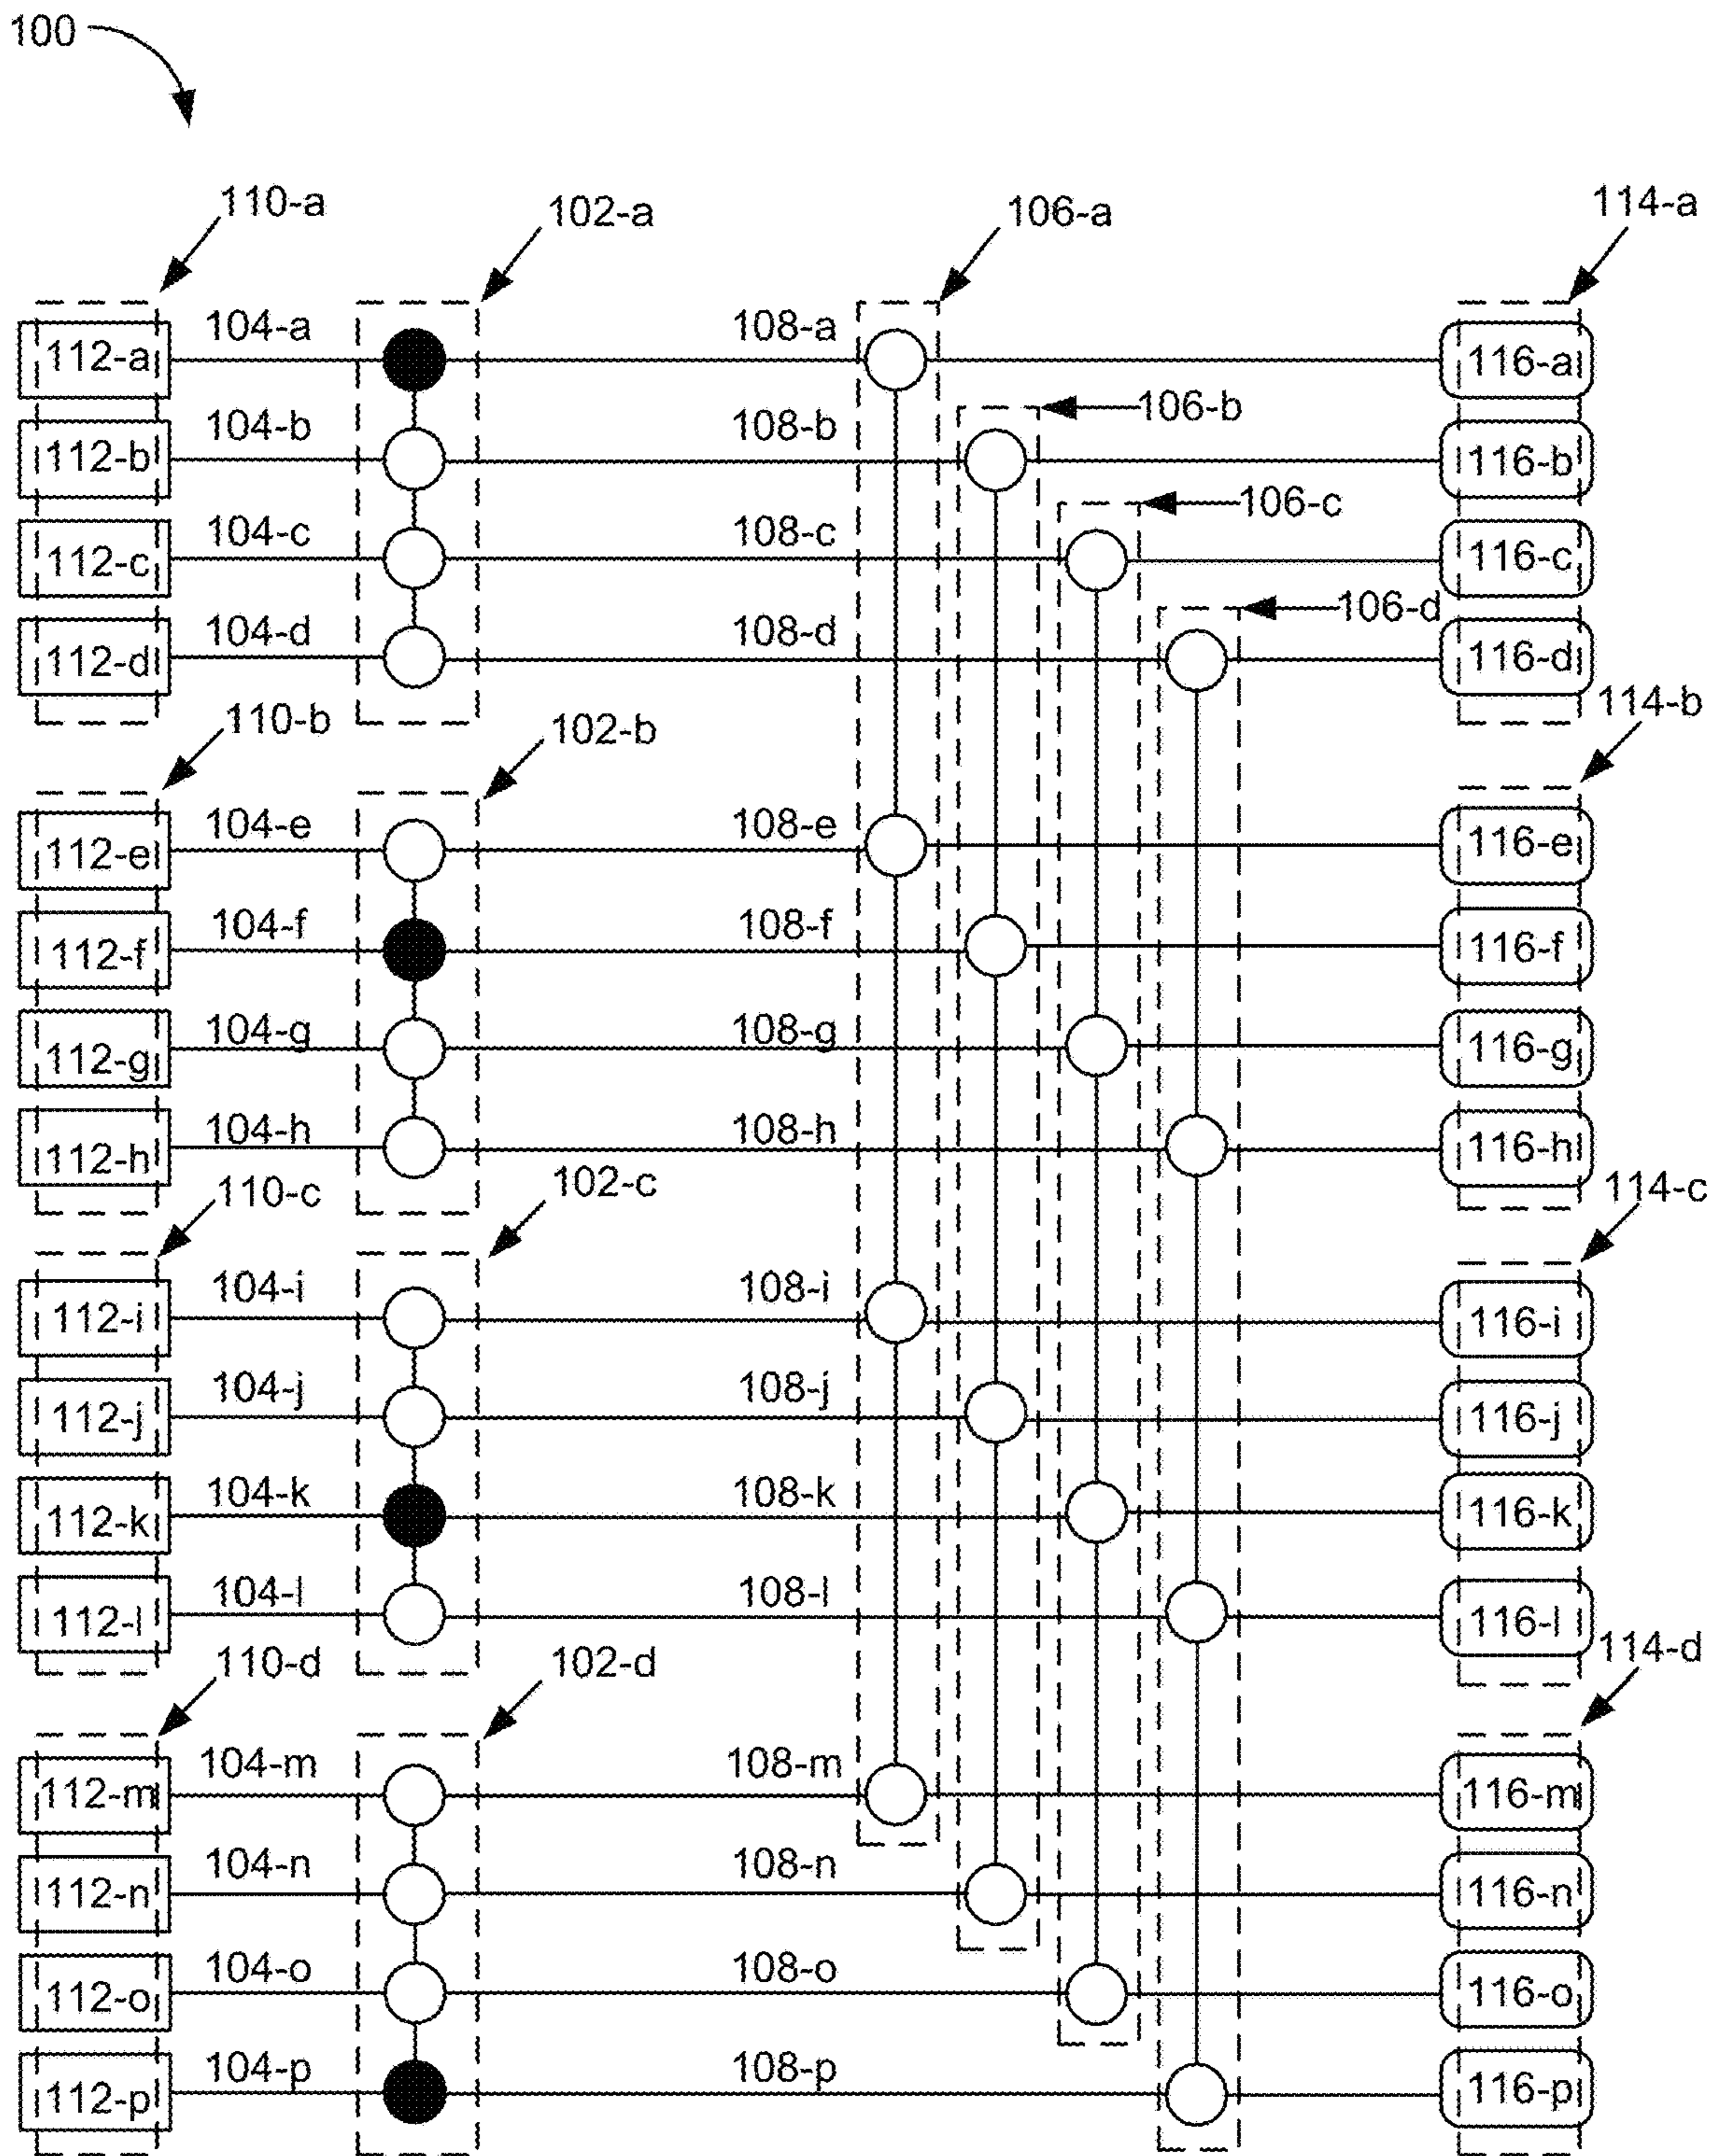 100
110-a 102-a 106-a 114-a
112-a 104-a 108-a 116-a
106-b
112-b 104-b 108-b 116-b
106-c
112-c 104-c 108-c 116-c
106-d
112-d 104-d 108-d 116-d
110-b 102-b 114-b
112-e 104-e 108-e 116-e
112-f 104-f 108-f 116-f
112-g 104-g 108-g 116-g
112-h 104-h 108-h 116-h
110-c 102-c 114-c
112-i 104-i 108-i 116-i
112-j 104-j 108-j 116-j
112-k 104-k 108-k 116-k
112-l 104-l 108-l 116-l
110-d 102-d 114-d
112-m 104-m 108-m 116-m
112-n 104-n 108-n 116-n
112-o 104-o 108-o 116-o
112-p 104-p 108-p 116-p